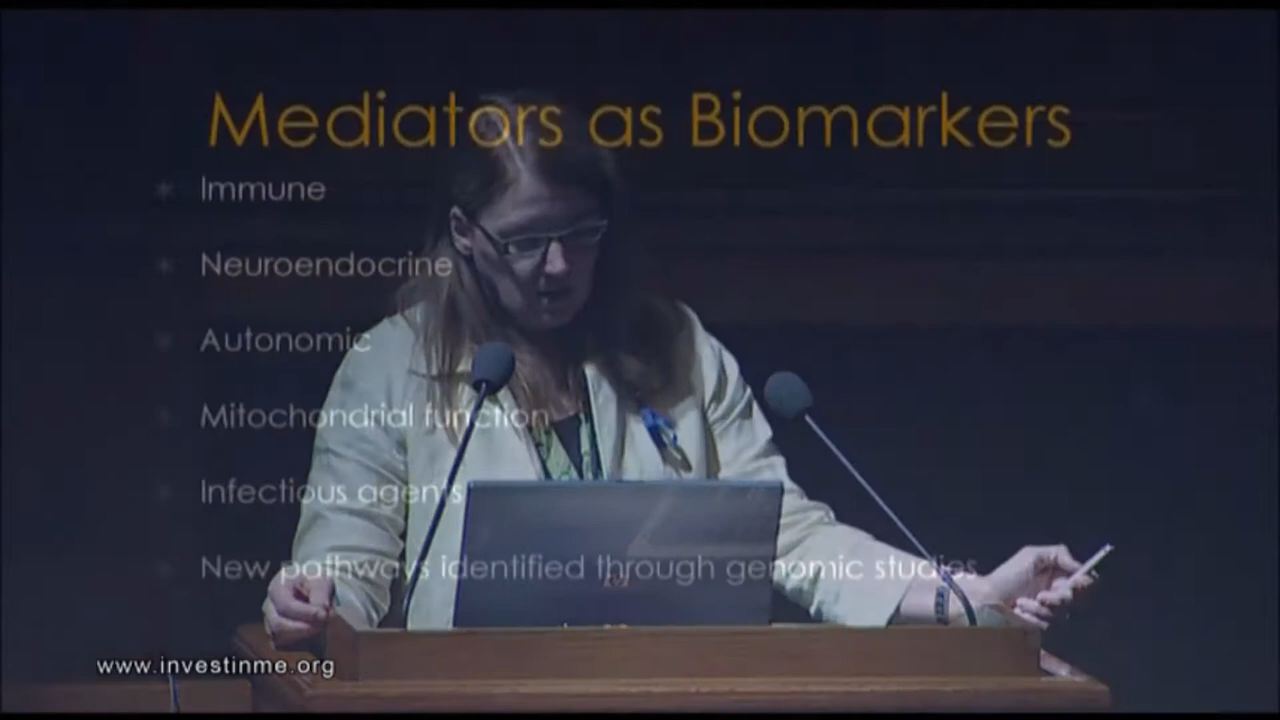 Mediators as Biomarkers
Immune
Neuroendocrine
Autonomic
Mitochondrial function
Infectious agents
New pathways identified through genomic studies
www.investinme.org